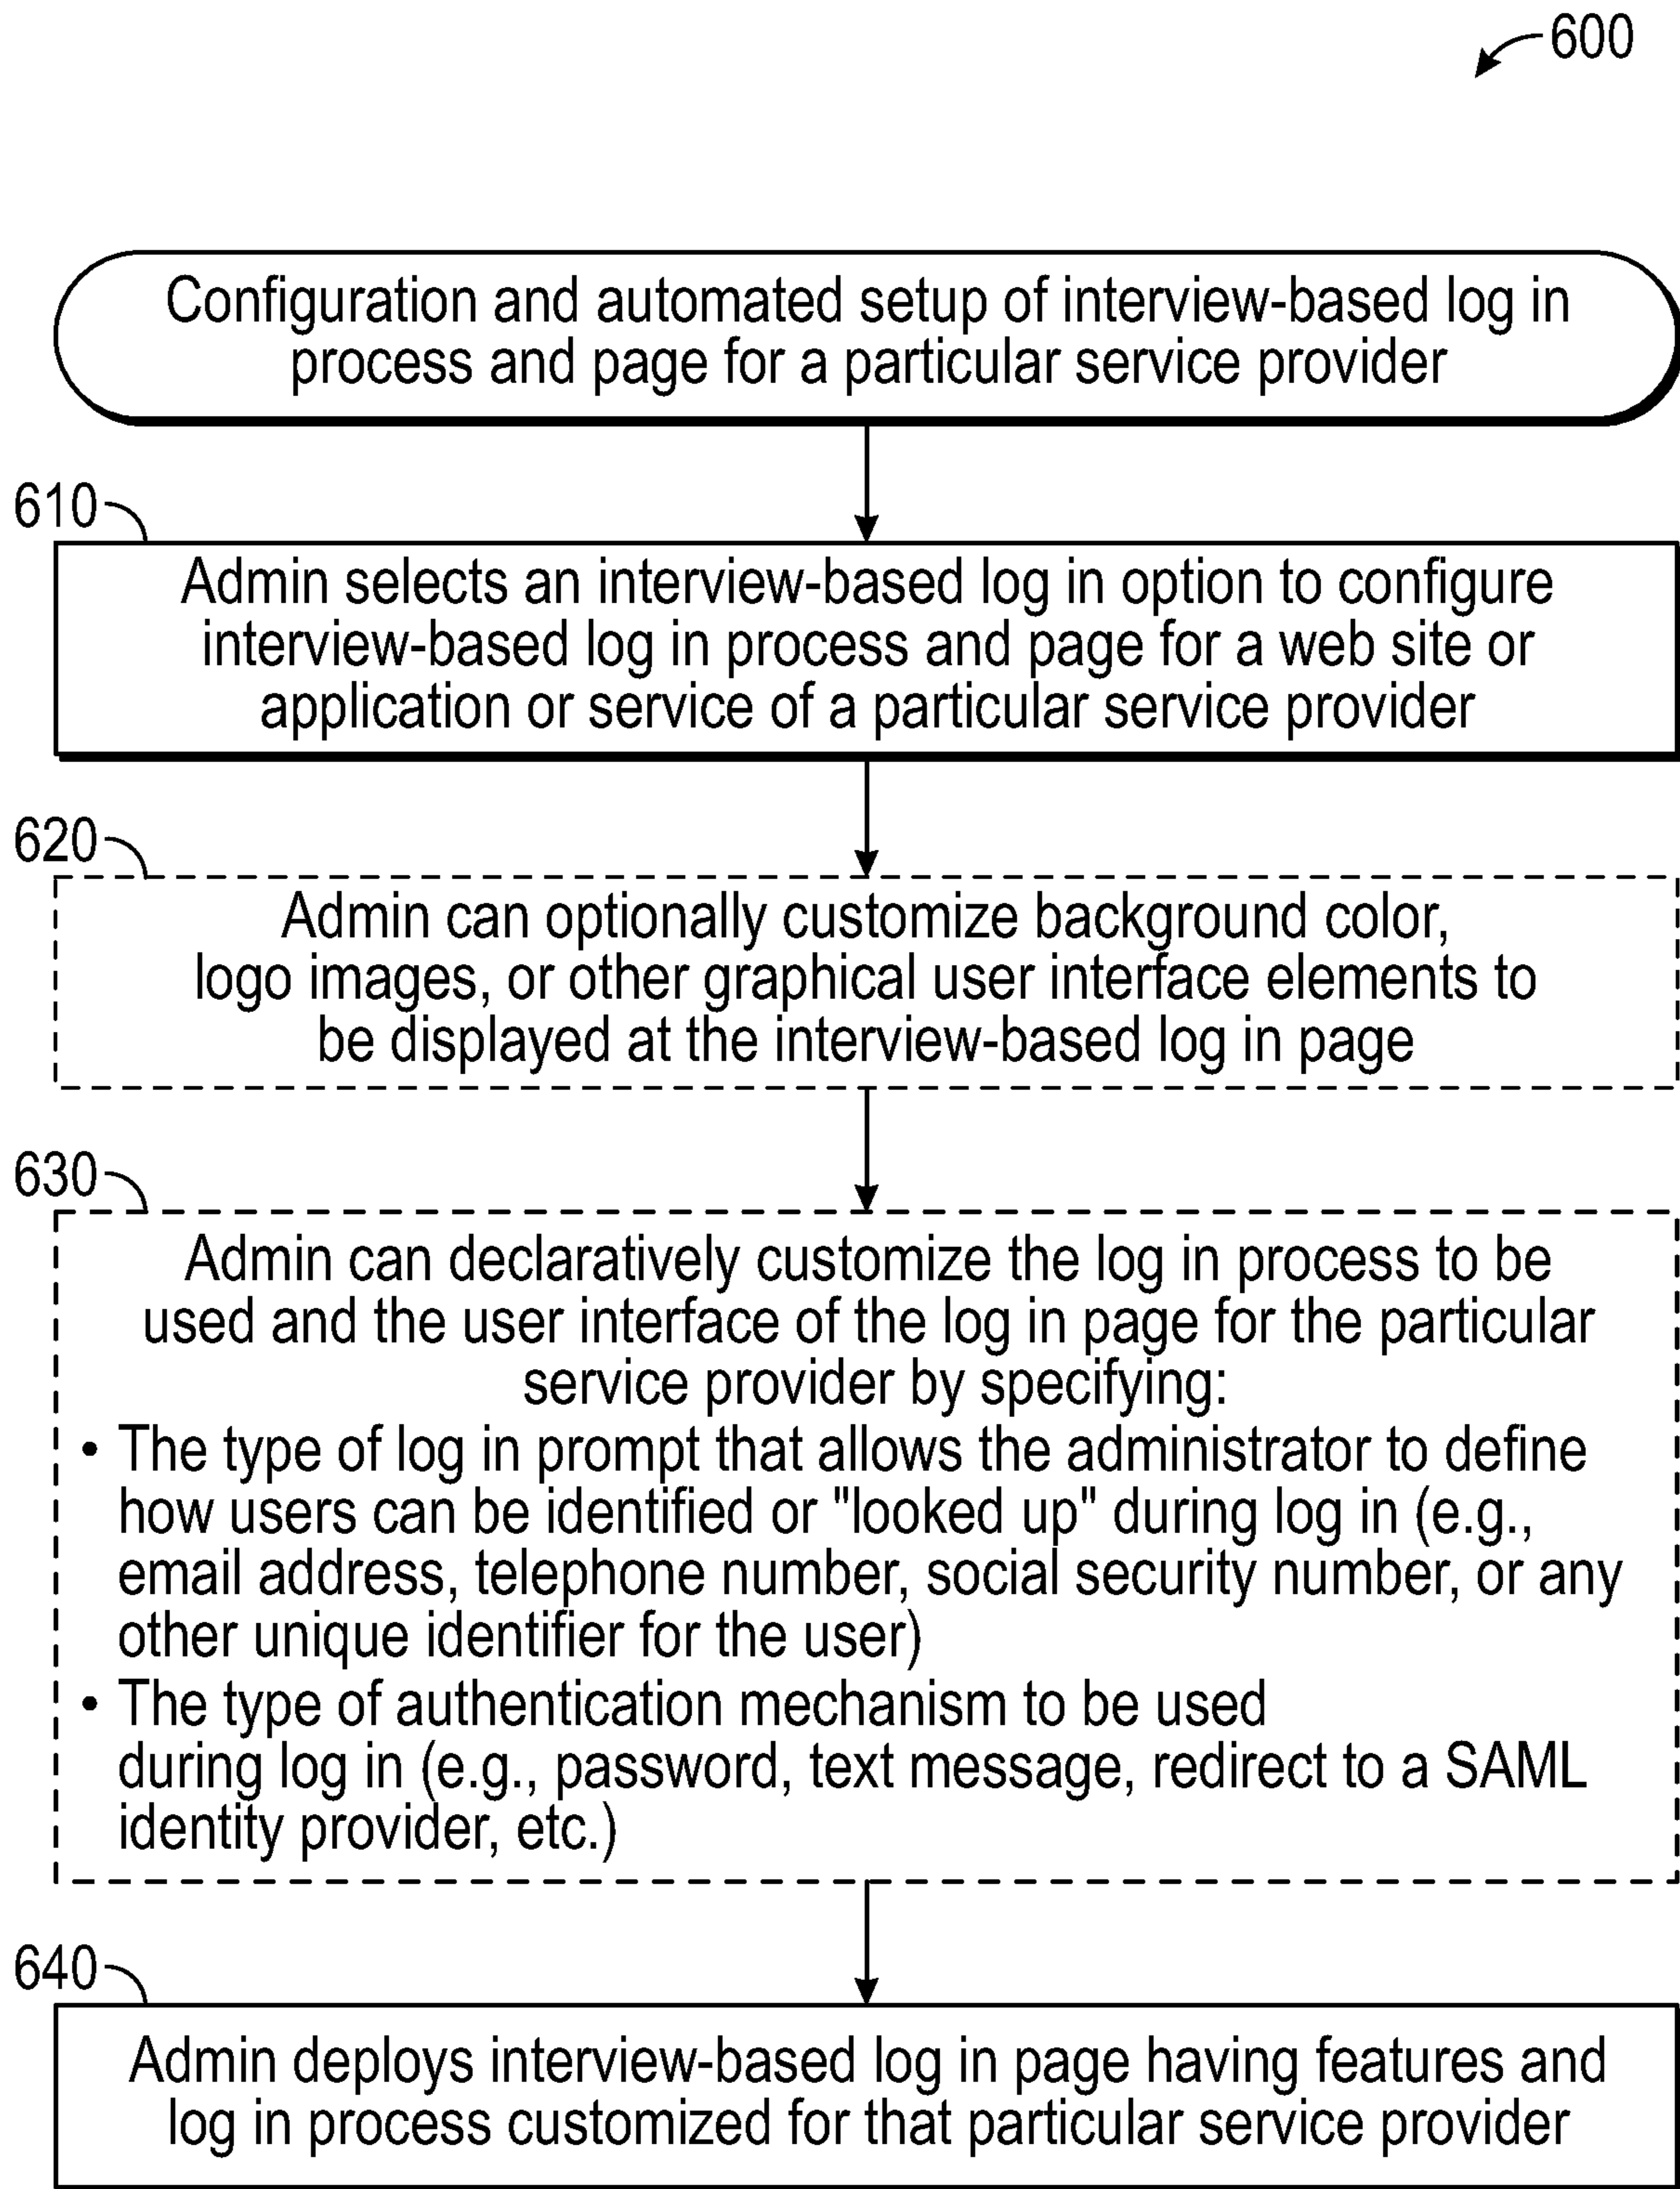 600
Configuration and automated setup of interview-based log in
process and page for a particular service provider
610
Admin selects an interview-based log in option to configure
interview-based log in process and page for a web site or
application or service of a particular service provider
620
Admin can optionally customize background color,
logo images, or other graphical user interface elements to
be displayed at the interview-based log in page
630
Admin can declaratively customize the log in process to be
used and the user interface of the log in page for the particular
service provider by specifying:
• The type of log in prompt that allows the administrator to define
how users can be identified or "looked up" during log in (e.g.,
email address, telephone number, social security number, or any
other unique identifier for the user)
• The type of authentication mechanism to be used
during log in (e.g., password, text message, redirect to a SAML
identity provider, etc.)
640
Admin deploys interview-based log in page having features and
log in process customized for that particular service provider